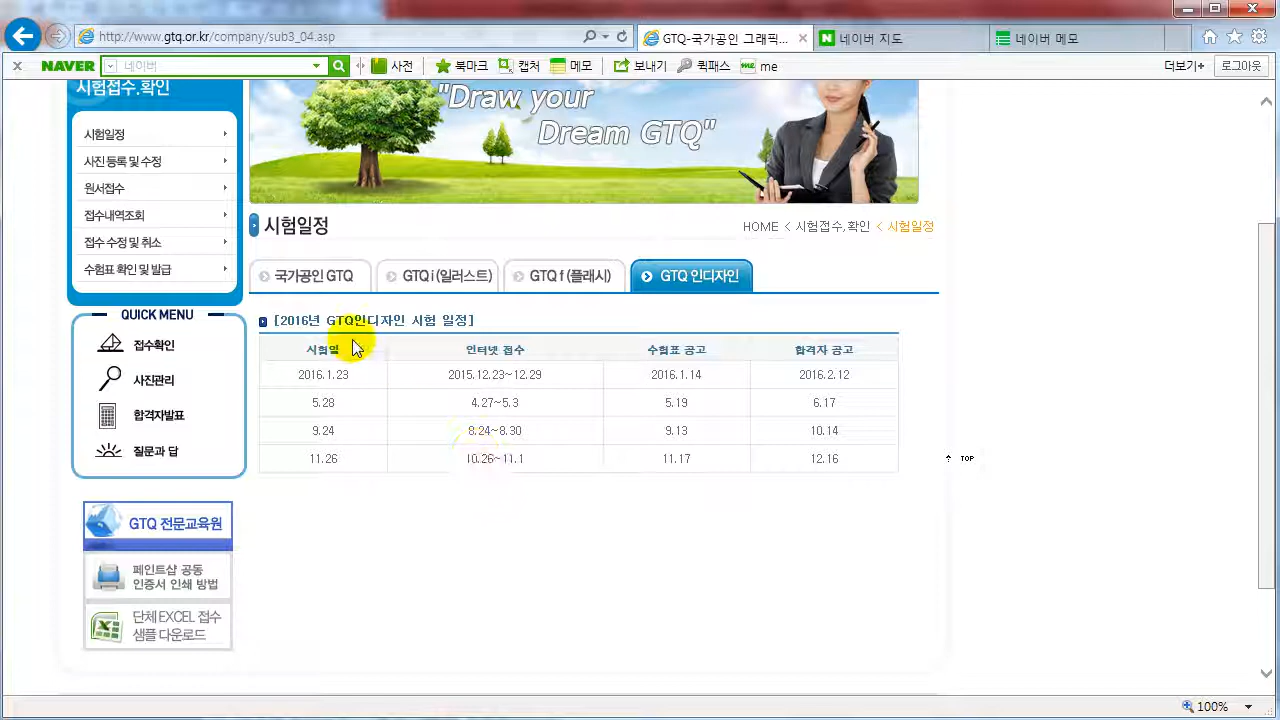 http://www.gtq.or.kr/company/sub3_04.asp
GTQ-국가공인 그래픽...
네이버 지도
네이버 메모
NAVER 네이버 사전 북마크 캡처 메모 보내기 퀵패스 me 더보기+ 로그아웃
시험접수.확인
시험일정
사진 등록 및 수정
원서접수
접수내역조회
접수 수정 및 취소
수험표 확인 및 발급
QUICK MENU
접수확인
사진관리
합격자발표
질문과 답
GTQ 전문교육원
페인트샵 공동
인증서 인쇄 방법
단체 EXCEL 접수
샘플 다운로드
"Draw your
Dream GTQ"
시험일정
HOME < 시험접수.확인 < 시험일정
국가공인 GTQ GTQ i (일러스트) GTQ f (플래시) GTQ 인디자인
[2016년 GTQ인디자인 시험 일정]
시험일 인터넷 접수 수험표 공고 합격자 공고
2016.1.23 2015.12.23~12.29 2016.1.14 2016.2.12
5.28 4.27~5.3 5.19 6.17
9.24 8.24~8.30 9.13 10.14
11.26 10.26~11.1 11.17 12.16
TOP
100%